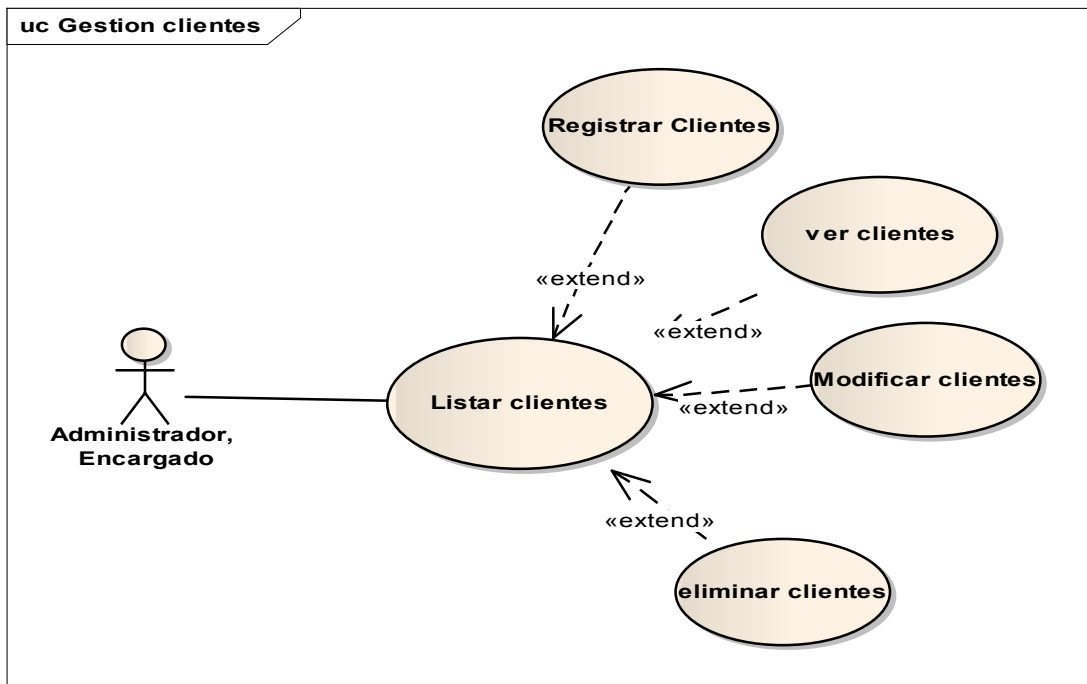 uc Gestion clientes
Registrar Clientes
ver clientes
«extend»
«extend»
Modificar clientes
Listar clientes
«extend»
Administrador,
Encargado
«extend»
eliminar clientes